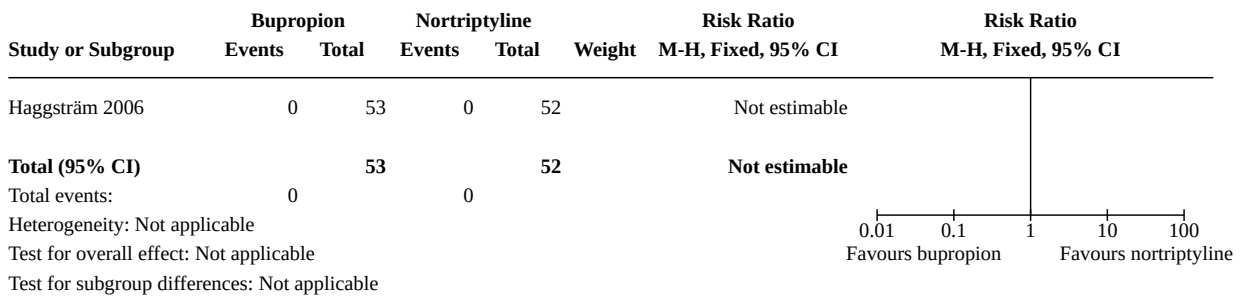 Bupropion Nortriptyline Risk Ratio Risk Ratio
Study or Subgroup Events Total Events Total Weight M-H, Fixed, 95% CI M-H, Fixed, 95% CI
Haggsträm 2006 0 53 0 52 Not estimable
Total (95% CI) 53 52 Not estimable
Total events: 0 0
Heterogeneity: Not applicable
0.01 0.1 1 10 100
Test for overall effect: Not applicable Favours bupropion Favours nortriptyline
Test for subgroup differences: Not applicable